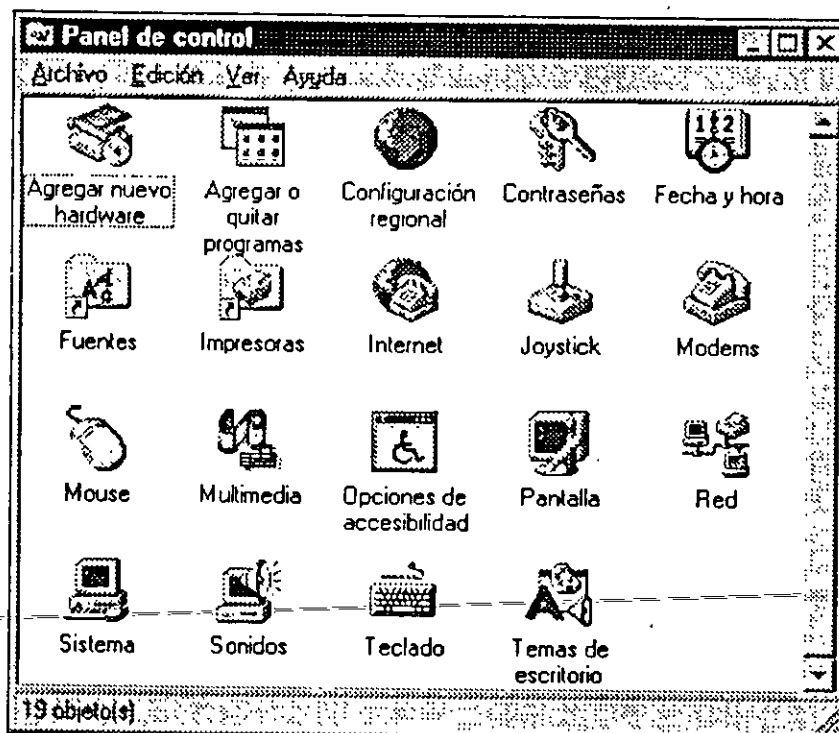 Panel de control
Archivo Edición Ver Ayuda
Agregar nuevo hardware
Agregar o quitar programas
Configuración regional
Contraseñas
Fecha y hora
12
Fuentes
Impresoras
Internet
Joystick
Modems
Mouse
Multimedia
Opciones de accesibilidad
Pantalla
Red
Sistema
Sonidos
Teclado
Temas de escritorio
19 objeto(s)